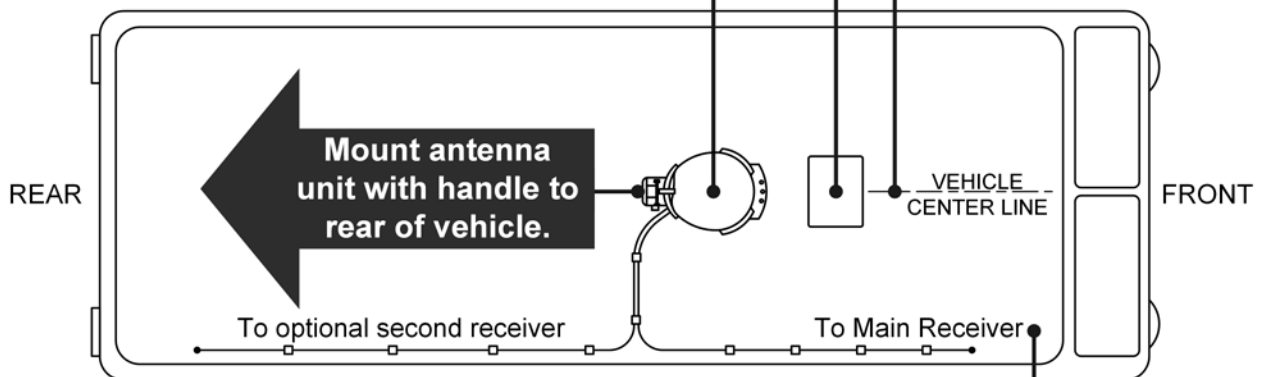 Mount antenna
unit with handle to
rear of vehicle.
REAR
VEHICLE
CENTER LINE
FRONT
To optional second receiver
To Main Receiver